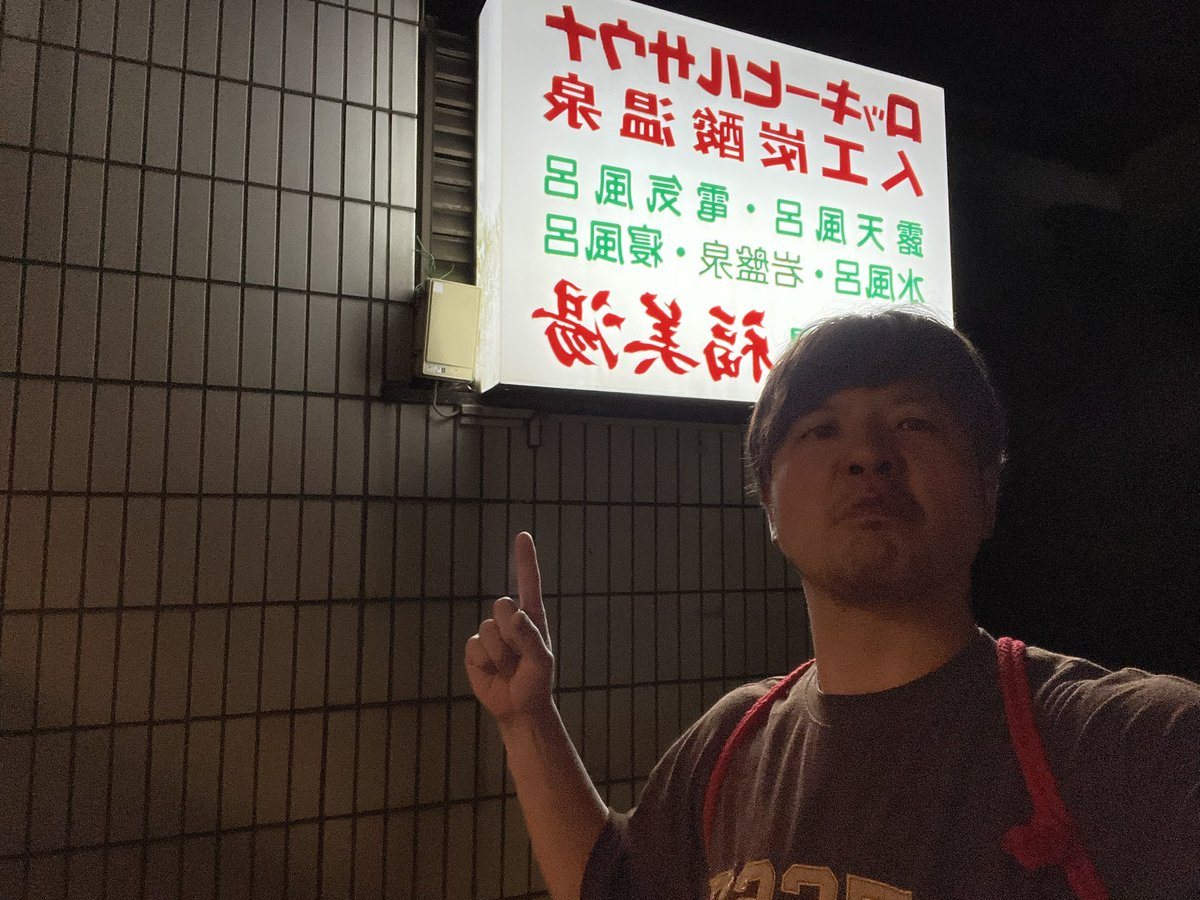 ロッキーヒルサウナ
人工炭酸温泉
露天風呂・電気風呂
水風呂・岩盤泉・寝風呂
福美湯